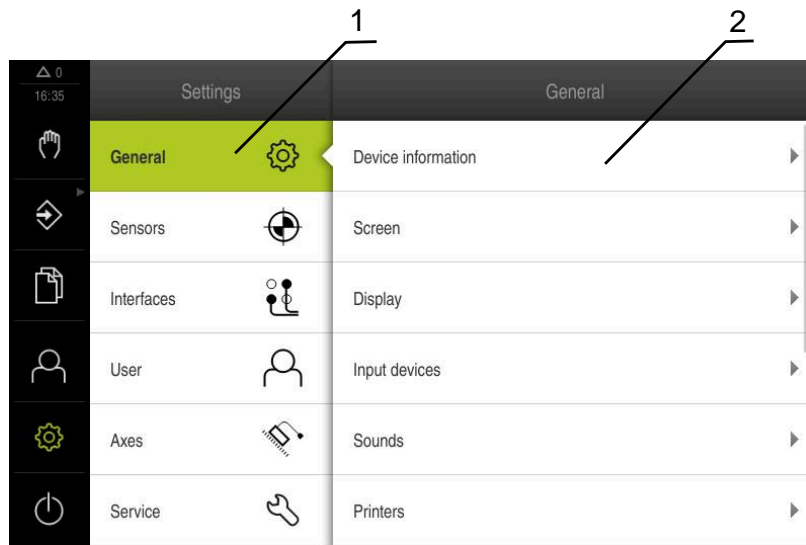 1
2
0
16:35
Settings
General
General
Device information
Sensors
Screen
Interfaces
Display
User
Input devices
Axes
Sounds
Service
Printers